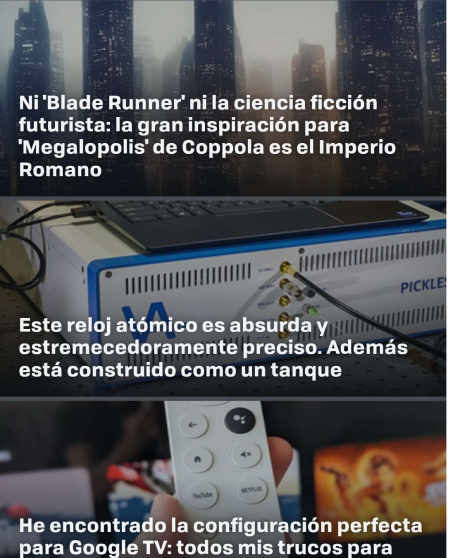 Ni 'Blade Runner' ni la ciencia ficción
futurista: la gran inspiración para
'Megalopolis' de Coppola es el Imperio
Romano
PICKLES
Este reloj atómico es absurda y
estremecedoramente preciso. Además
está construido como un tanque
YouTube
NETFLIX
He encontrado la configuración perfecta
para Google TV: todos mis trucos para